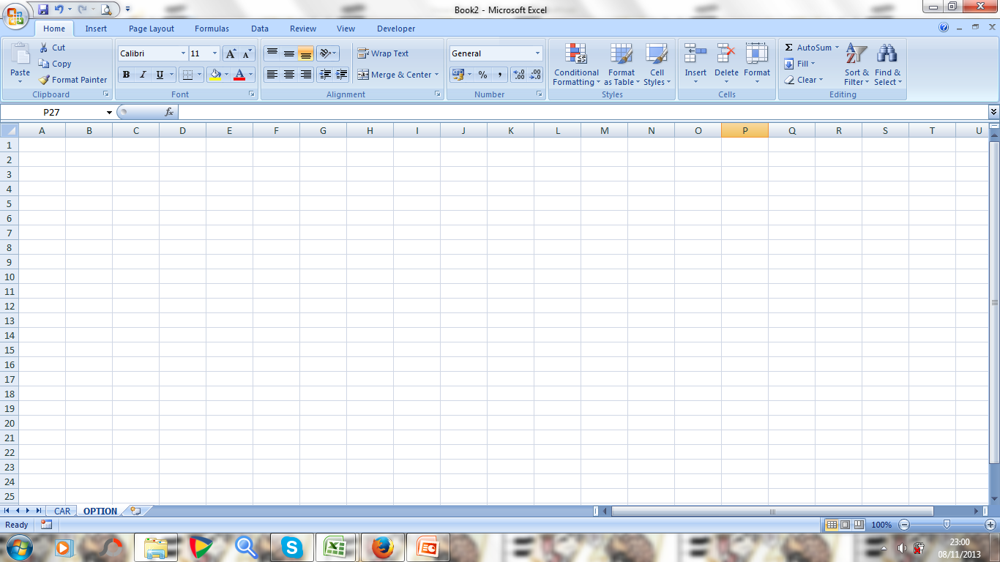 Book2 - Microsoft Excel
Home Insert Page Layout Formulas Data Review View Developer
Paste
Cut
Copy
Format Painter
Clipboard
Calibri 11
B I U
Font
Wrap Text
Merge & Center
Alignment
General
% ,
Number
Conditional Formatting
Format as Table
Cell Styles
Styles
Insert Delete Format
Cells
Σ AutoSum
Fill
Clear
Sort & Filter
Find & Select
Editing
P27 fx
A B C D E F G H I J K L M N O P Q R S T U
1
2
3
4
5
6
7
8
9
10
11
12
13
14
15
16
17
18
19
20
21
22
23
24
25
CAR OPTION
Ready 100%
23:00
08/11/2013